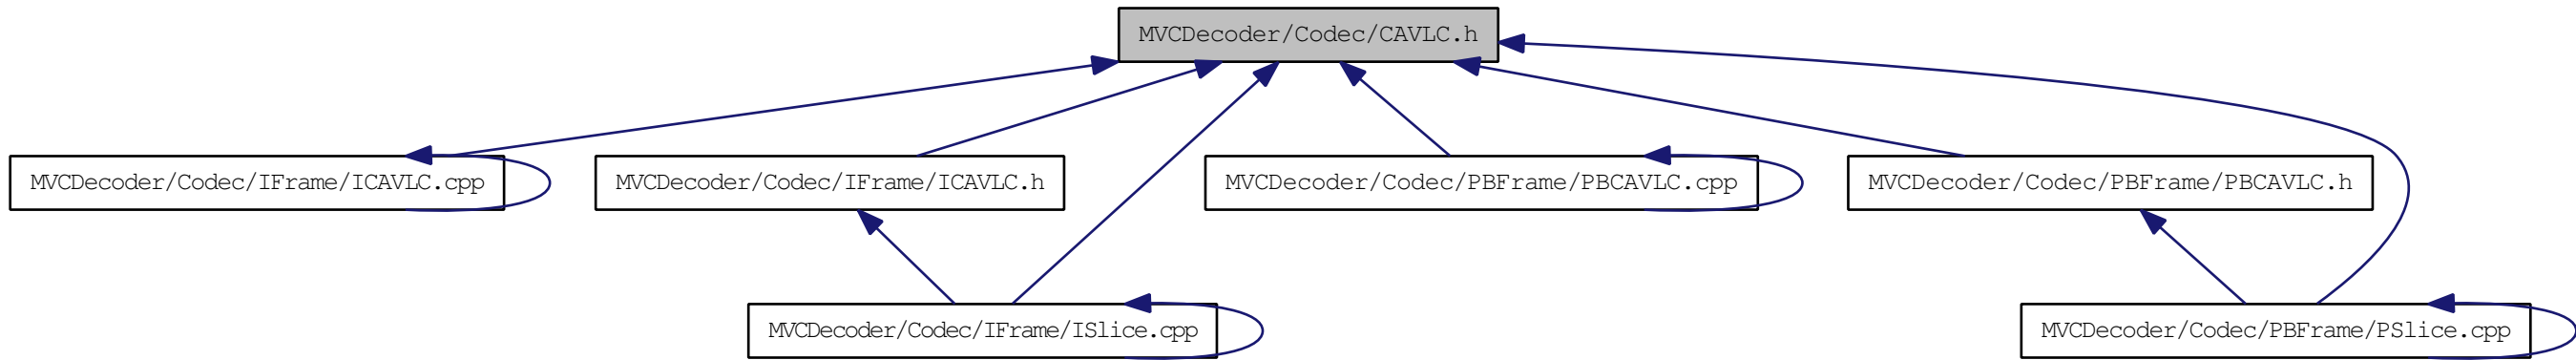 MVCDecoder/Codec/CAVLC.h
MVCDecoder/Codec/IFrame/ICAVLC.cpp
MVCDecoder/Codec/IFrame/ICAVLC.h
MVCDecoder/Codec/PBFrame/PBCAVLC.cpp
MVCDecoder/Codec/PBFrame/PBCAVLC.h
MVCDecoder/Codec/IFrame/ISlice.cpp
MVCDecoder/Codec/PBFrame/PSlice.cpp